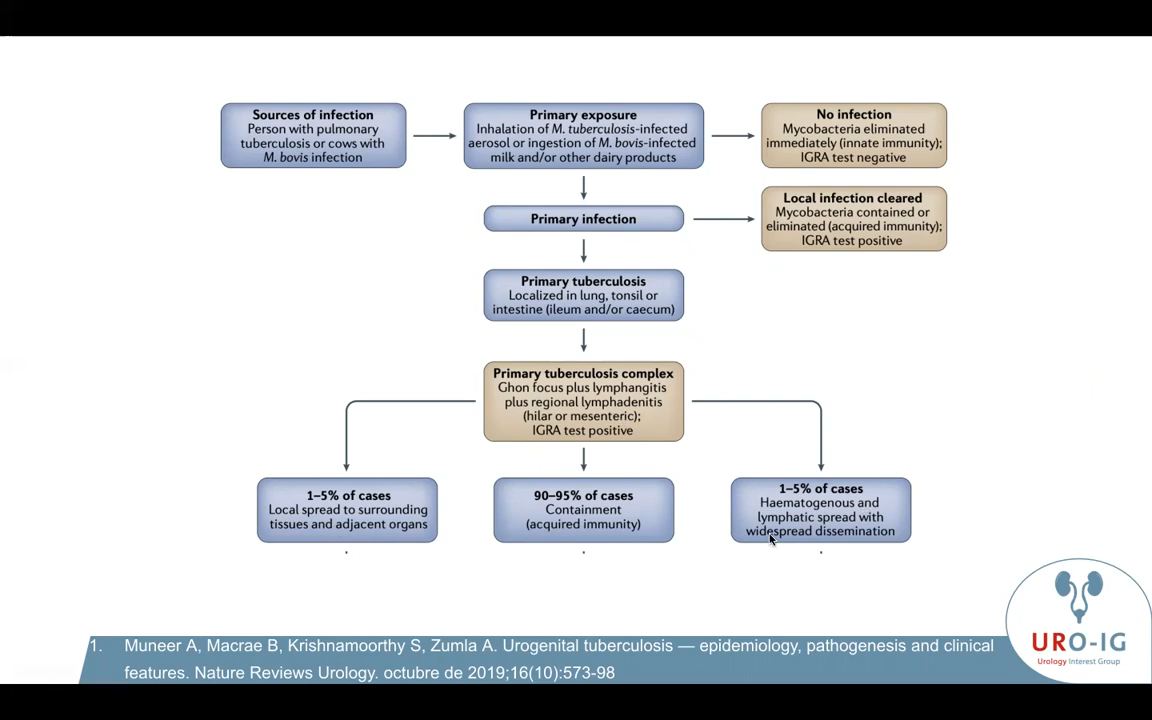 Sources of infection
Person with pulmonary
tuberculosis or cows with
M. bovis infection
Primary exposure
Inhalation of M. tuberculosis-infected
aerosol or ingestion of M. bovis-infected
milk and/or other dairy products
No infection
Mycobacteria eliminated
immediately (innate immunity);
IGRA test negative
Primary infection
Local infection cleared
Mycobacteria contained or
eliminated (acquired immunity);
IGRA test positive
Primary tuberculosis
Localized in lung, tonsil or
intestine (ileum and/or caecum)
Primary tuberculosis complex
Ghon focus plus lymphangitis
plus regional lymphadenitis
(hilar or mesenteric);
IGRA test positive
1–5% of cases
Local spread to surrounding
tissues and adjacent organs
90–95% of cases
Containment
(acquired immunity)
1–5% of cases
Haematogenous and
lymphatic spread with
widespread dissemination
1. Muneer A, Macrae B, Krishnamoorthy S, Zumla A. Urogenital tuberculosis — epidemiology, pathogenesis and clinical
features. Nature Reviews Urology. octubre de 2019;16(10):573-98
URO-IG
Urology Interest Group